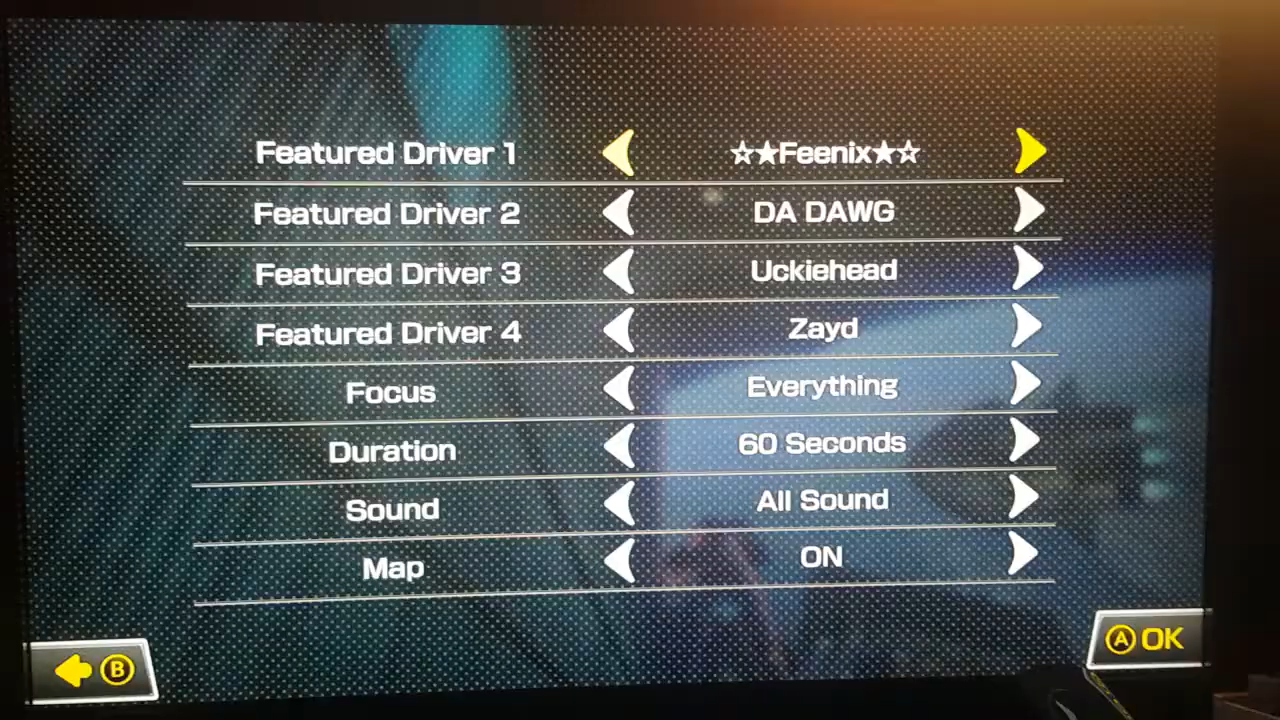 Featured Driver 1 ☆★Feenix★☆
Featured Driver 2 DA DAWG
Featured Driver 3 Uckiehead
Featured Driver 4 Zayd
Focus Everything
Duration 60 Seconds
Sound All Sound
Map ON
B
A OK